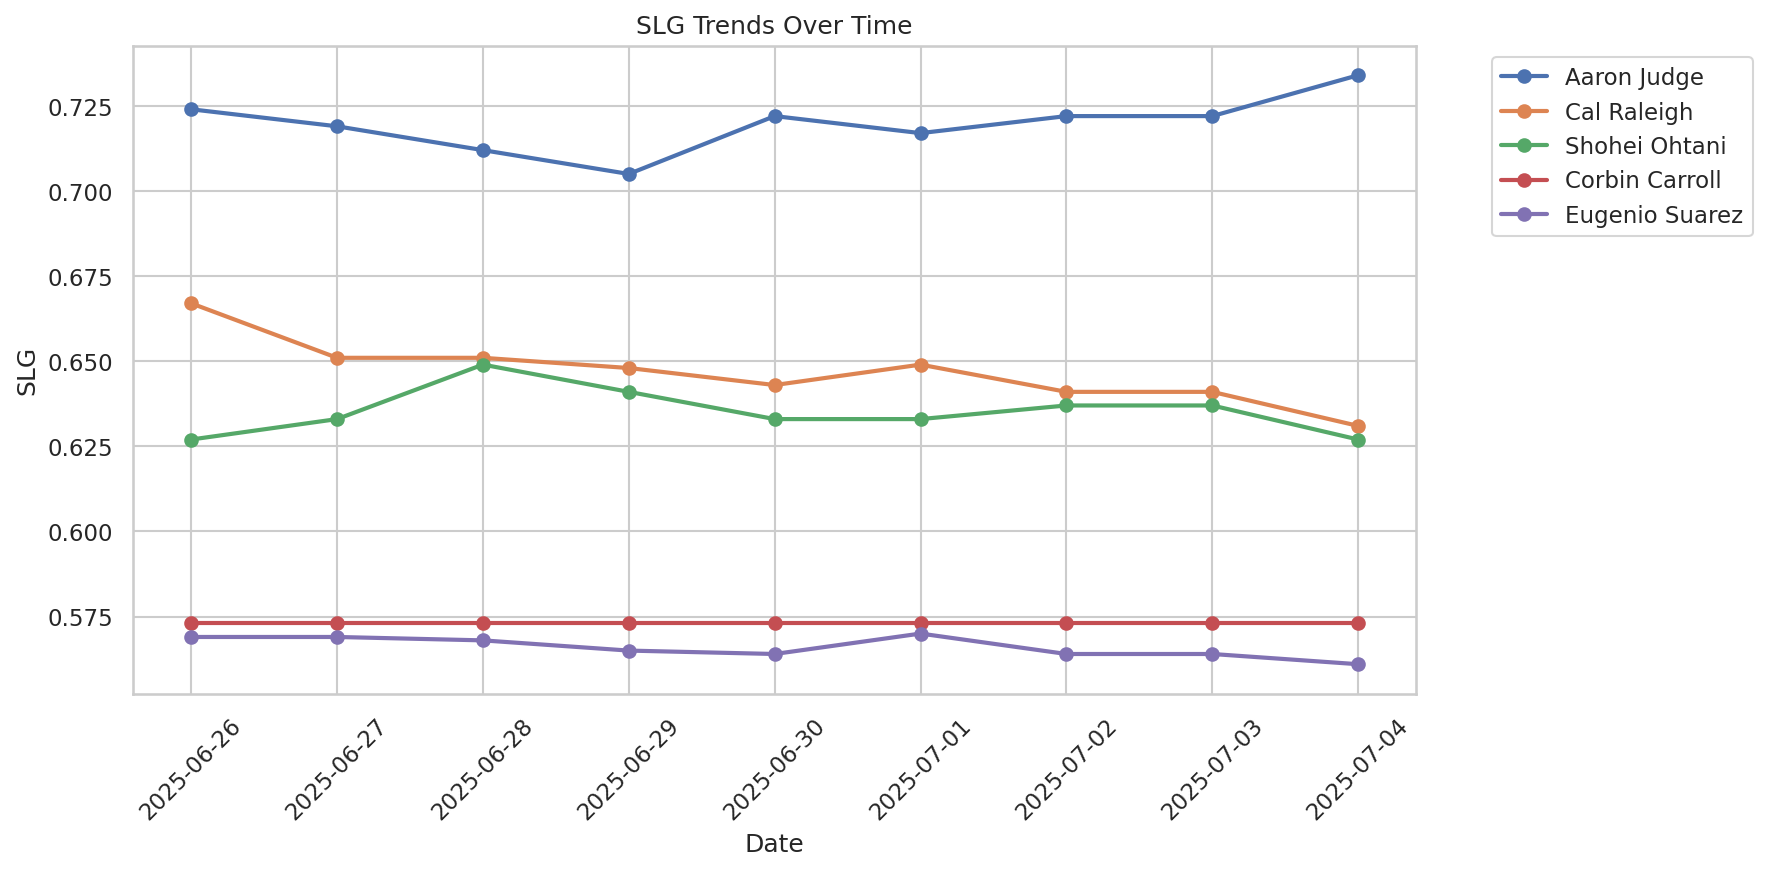 SLG Trends Over Time
Aaron Judge
Cal Raleigh
Shohei Ohtani
Corbin Carroll
Eugenio Suarez
SLG
0.725
0.700
0.675
0.650
0.625
0.600
0.575
2025-06-26
2025-06-27
2025-06-28
2025-06-29
2025-06-30
2025-07-01
2025-07-02
2025-07-03
2025-07-04
Date